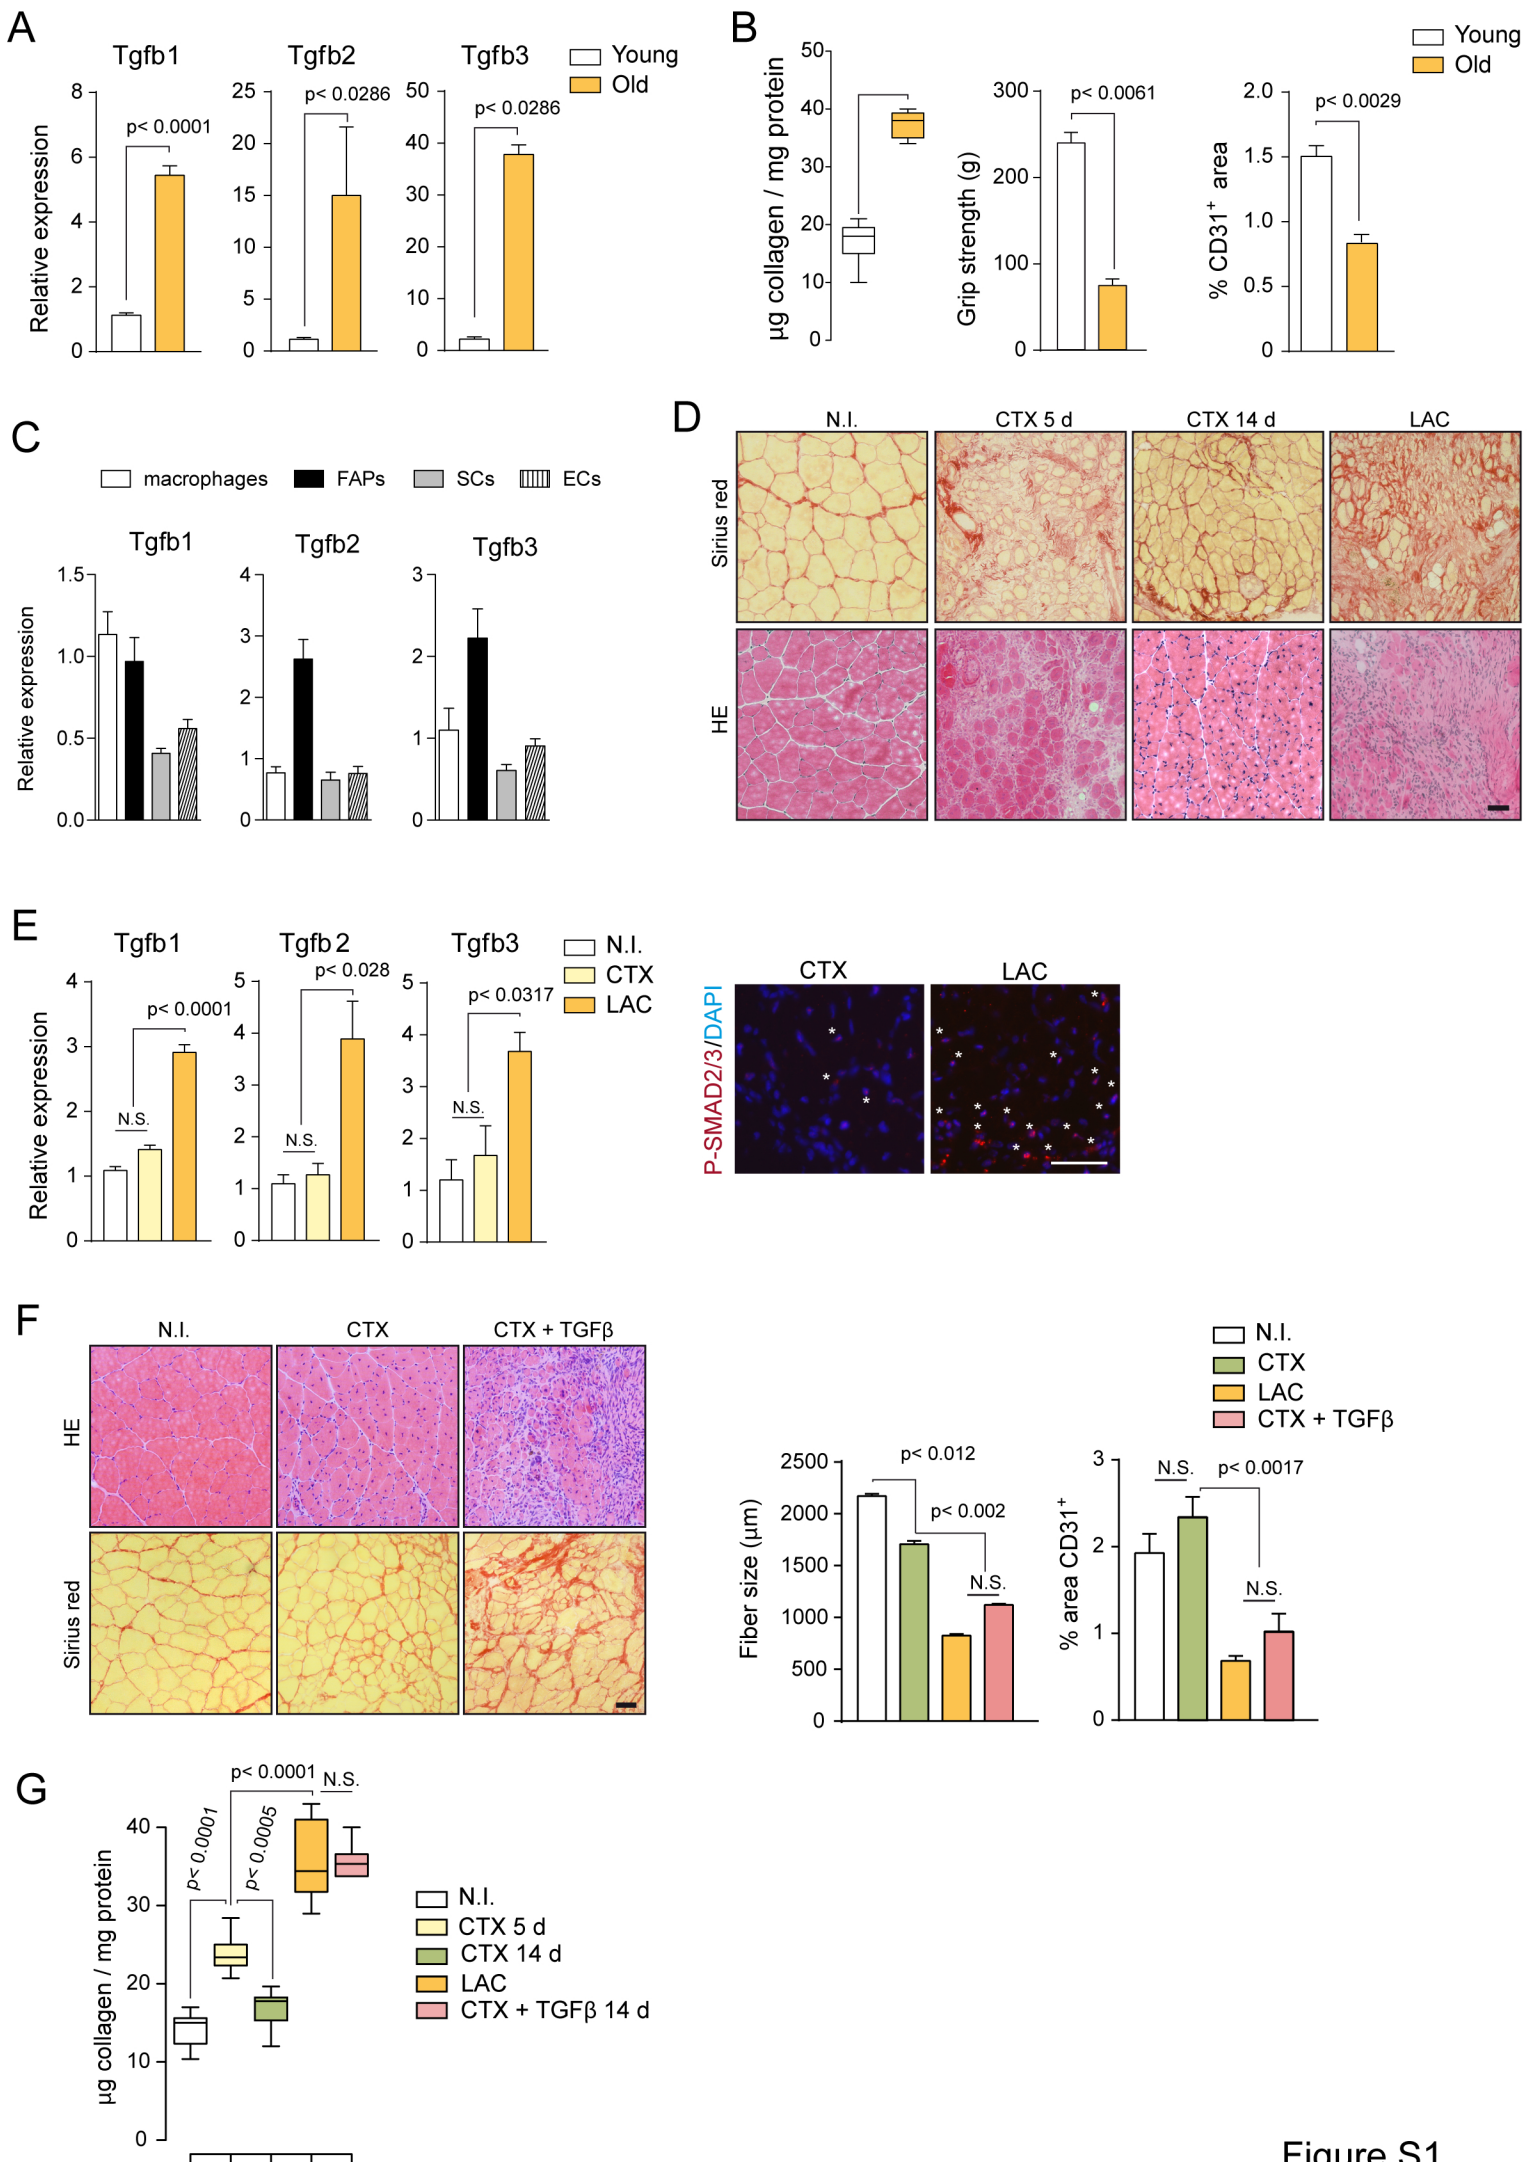 A
Tgfb1
Tgfb2
Tgfb3
Young
Old
Relative expression
8
6
4
2
0
p< 0.0001
25
20
15
10
5
0
p< 0.0286
50
40
30
20
10
0
p< 0.0286
B
Young
Old
µg collagen / mg protein
50
40
30
20
10
0
Grip strength (g)
300
200
100
0
p< 0.0061
% CD31+ area
2.0
1.5
1.0
0.5
0
p< 0.0029
C
macrophages
FAPs
SCs
ECs
Tgfb1
Tgfb2
Tgfb3
Relative expression
1.5
1.0
0.5
0.0
4
3
2
1
0
3
2
1
0
D
N.I.
CTX 5 d
CTX 14 d
LAC
Sirius red
HE
E
Tgfb1
Tgfb2
Tgfb3
N.I.
CTX
LAC
Relative expression
4
3
2
1
0
p< 0.0001
N.S.
5
4
3
2
1
0
p< 0.028
N.S.
5
4
3
2
1
0
p< 0.0317
N.S.
P-SMAD2/3/DAPI
CTX
LAC
* * *
* * * * * * * * * * * * * * * *
F
N.I.
CTX
CTX + TGFβ
HE
Sirius red
N.I.
CTX
LAC
CTX + TGFβ
Fiber size (µm)
2500
2000
1500
1000
500
0
p< 0.012
p< 0.002
N.S.
% area CD31+
3
2
1
0
N.S.
p< 0.0017
N.S.
G
µg collagen / mg protein
40
30
20
10
0
p< 0.0001
p< 0.0001
p< 0.0005
N.S.
N.I.
CTX 5 d
CTX 14 d
LAC
CTX + TGFβ 14 d
Figure S1